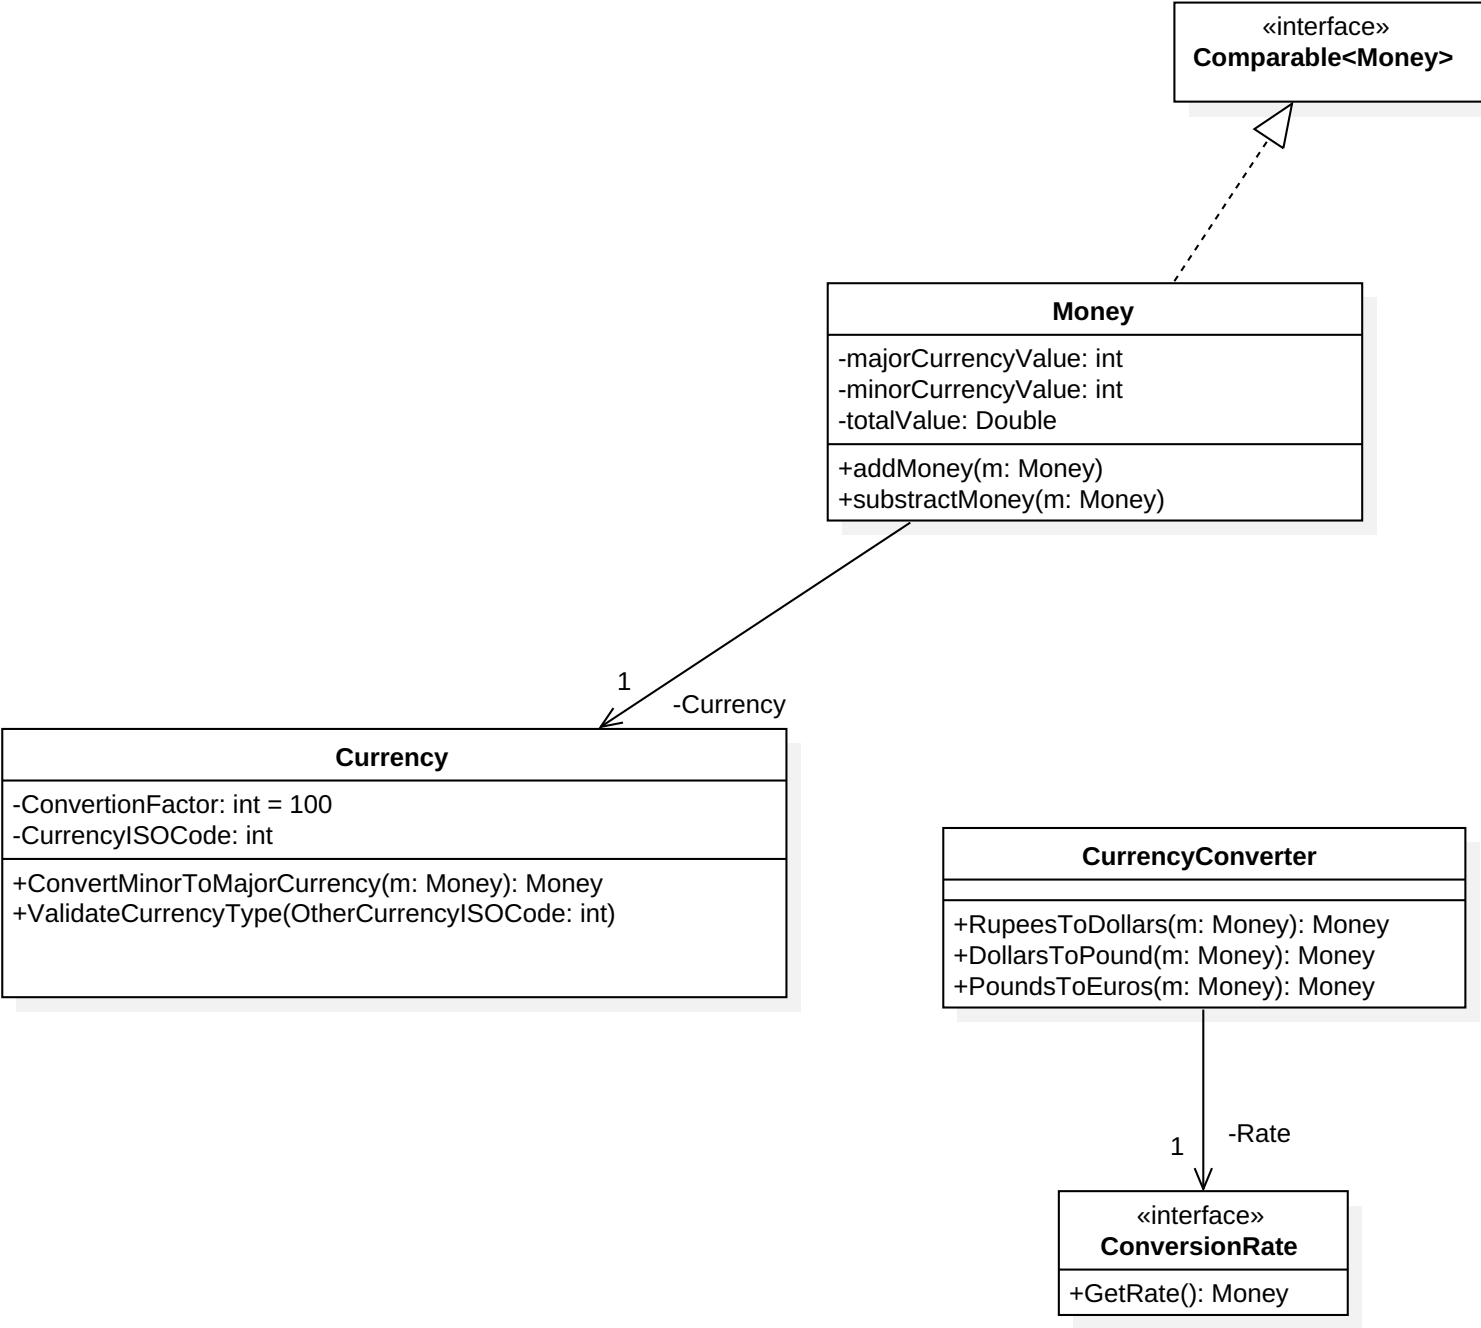 «interface»
Comparable<Money>
Money
-majorCurrencyValue: int
-minorCurrencyValue: int
-totalValue: Double
+addMoney(m: Money)
+substractMoney(m: Money)
1
-Currency
Currency
-ConvertionFactor: int = 100
-CurrencyISOCode: int
+ConvertMinorToMajorCurrency(m: Money): Money
+ValidateCurrencyType(OtherCurrencyISOCode: int)
CurrencyConverter
+RupeesToDollars(m: Money): Money
+DollarsToPound(m: Money): Money
+PoundsToEuros(m: Money): Money
-Rate
1
«interface»
ConversionRate
+GetRate(): Money